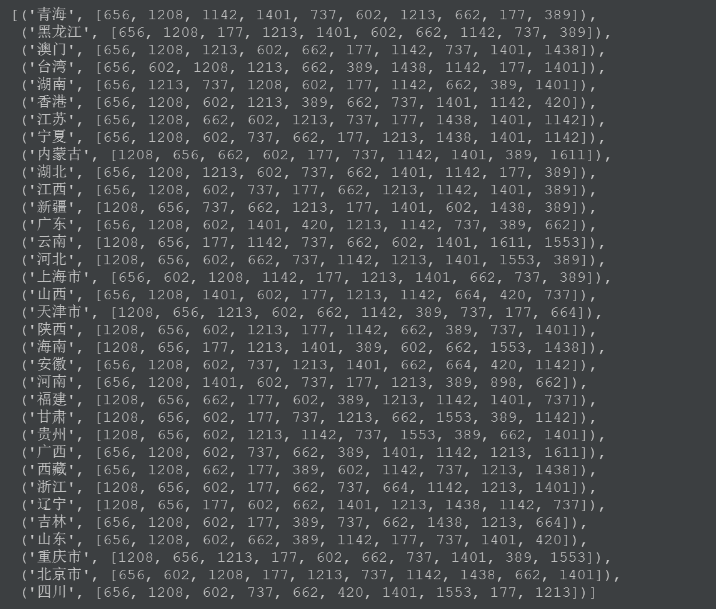 [('青海', [656, 1208, 1142, 1401, 737, 602, 1213, 662, 177, 389]),
('黑龙江', [656, 1208, 177, 1213, 1401, 602, 662, 1142, 737, 389]),
('澳门', [656, 1208, 1213, 602, 662, 177, 1142, 737, 1401, 1438]),
('台湾', [656, 602, 1208, 1213, 662, 389, 1438, 1142, 177, 1401]),
('湖南', [656, 1213, 737, 1208, 602, 177, 1142, 662, 389, 1401]),
('香港', [656, 1208, 602, 1213, 389, 662, 737, 1401, 1142, 420]),
('江苏', [656, 1208, 662, 602, 1213, 737, 177, 1438, 1401, 1142]),
('宁夏', [656, 1208, 602, 737, 662, 177, 1213, 1438, 1401, 1142]),
('内蒙古', [1208, 656, 662, 602, 177, 737, 1142, 1401, 389, 1611]),
('湖北', [656, 1208, 1213, 602, 737, 662, 1401, 1142, 177, 389]),
('江西', [656, 1208, 602, 737, 177, 662, 1213, 1142, 1401, 389]),
('新疆', [1208, 656, 737, 662, 1213, 177, 1401, 602, 1438, 389]),
('广东', [656, 1208, 602, 1401, 420, 1213, 1142, 737, 389, 662]),
('云南', [1208, 656, 177, 1142, 737, 662, 602, 1401, 1611, 1553]),
('河北', [1208, 656, 602, 662, 737, 1142, 1213, 1401, 1553, 389]),
('上海市', [656, 602, 1208, 1142, 177, 1213, 1401, 662, 737, 389]),
('山西', [656, 1208, 1401, 602, 177, 1213, 1142, 664, 420, 737]),
('天津市', [1208, 656, 1213, 602, 662, 1142, 389, 737, 177, 664]),
('陕西', [1208, 656, 602, 1213, 177, 1142, 662, 389, 737, 1401]),
('海南', [1208, 656, 177, 1213, 1401, 389, 602, 662, 1553, 1438]),
('安徽', [656, 1208, 602, 737, 1213, 1401, 662, 664, 420, 1142]),
('河南', [656, 1208, 1401, 602, 737, 177, 1213, 389, 898, 662]),
('福建', [1208, 656, 662, 177, 602, 389, 1213, 1142, 1401, 737]),
('甘肃', [1208, 656, 602, 177, 737, 1213, 662, 1553, 389, 1142]),
('贵州', [1208, 656, 602, 1213, 1142, 737, 1553, 389, 662, 1401]),
('广西', [656, 1208, 602, 737, 662, 389, 1401, 1142, 1213, 1611]),
('西藏', [656, 1208, 662, 177, 389, 602, 1142, 737, 1213, 1438]),
('浙江', [1208, 656, 602, 177, 662, 737, 664, 1142, 1213, 1401]),
('辽宁', [1208, 656, 177, 602, 662, 1401, 1213, 1438, 1142, 737]),
('吉林', [656, 1208, 602, 177, 389, 737, 662, 1438, 1213, 664]),
('山东', [656, 1208, 602, 662, 389, 1142, 177, 737, 1401, 420]),
('重庆市', [1208, 656, 1213, 177, 602, 662, 737, 1401, 389, 1553]),
('北京市', [656, 602, 1208, 177, 1213, 737, 1142, 1438, 662, 1401]),
('四川', [656, 1208, 602, 737, 662, 420, 1401, 1553, 177, 1213])]